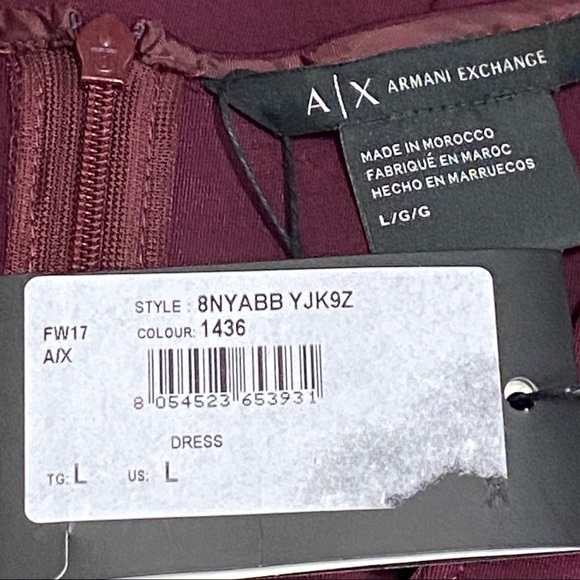 A|X ARMANI EXCHANGE
MADE IN MOROCCO
FABRIQUÉ EN MAROC
HECHO EN MARRUECOS
L/G/G
STYLE : 8NYABB YJK9Z
FW17 COLOUR: 1436
A/X
8 054523 653931
DRESS
TG: L US: L